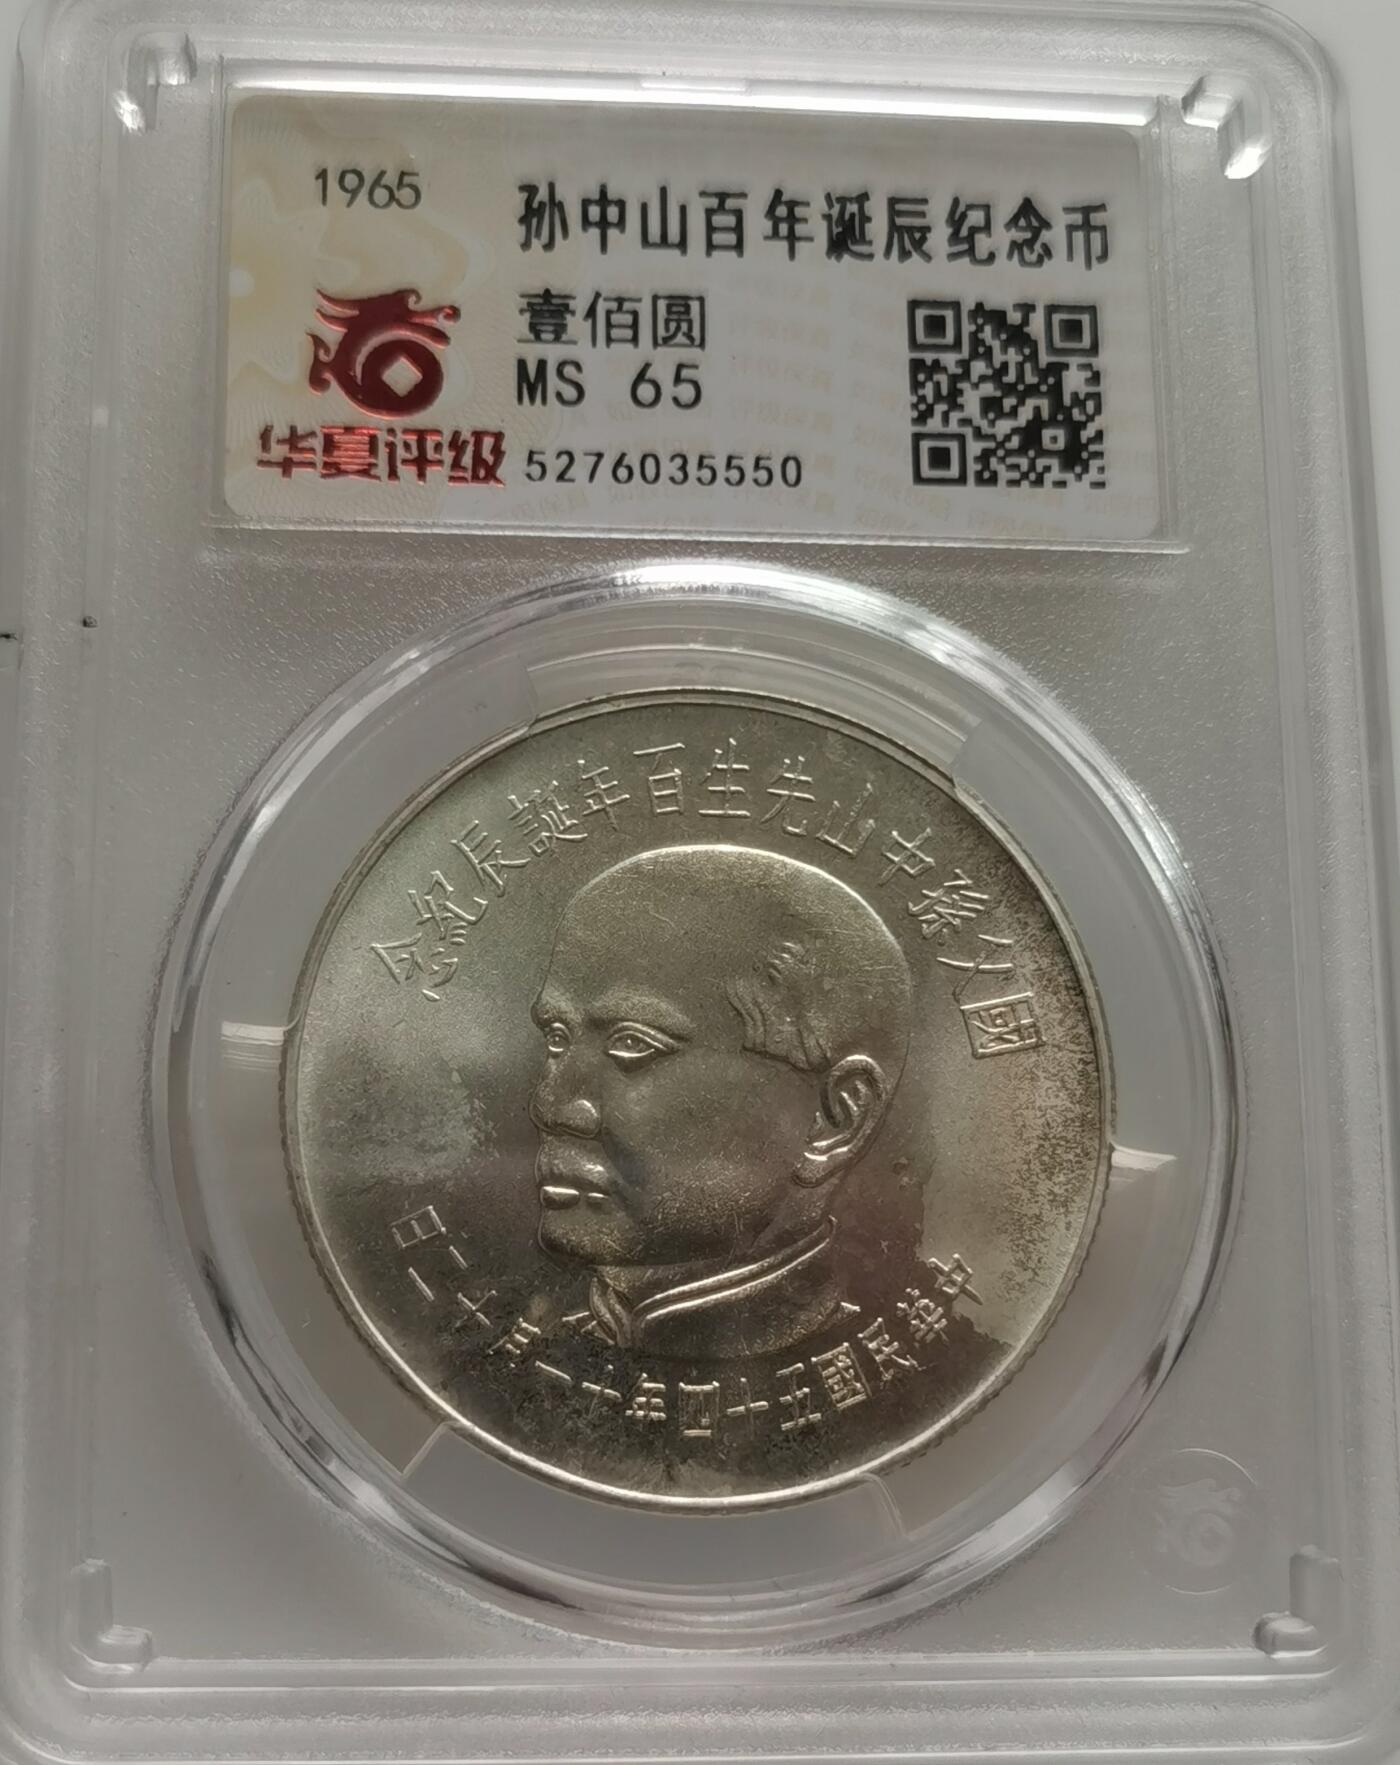 1965
孙中山百年诞辰纪念币
壹佰圆
MS 65
华夏评级
5276035550
國父孫中山先生百年誕辰紀念
中華民國五十四年十一月十二日